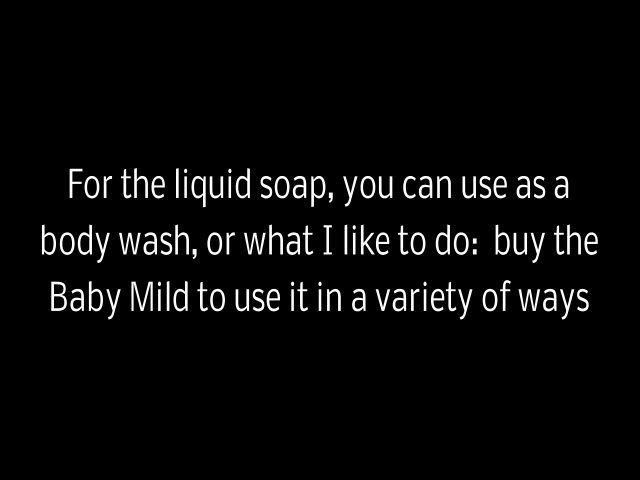 For the liquid soap, you can use as a
body wash, or what I like to do:  buy the
Baby Mild to use it in a variety of ways